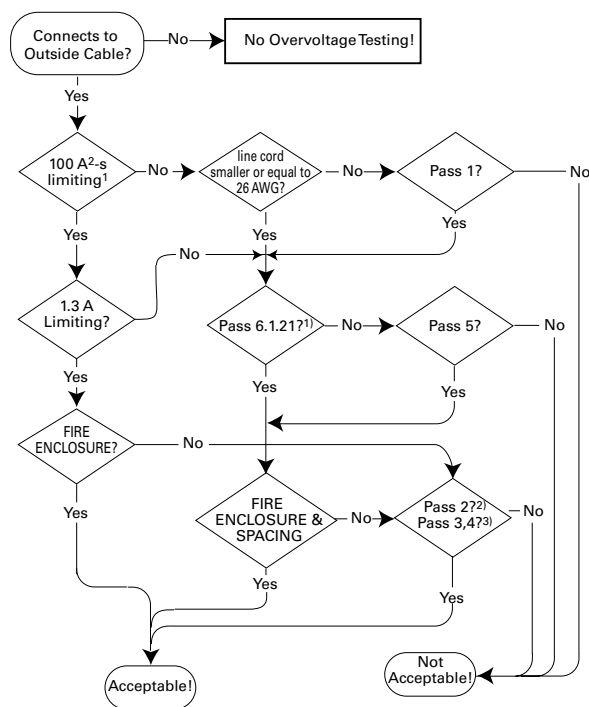 Connects to
Outside Cable?
No
No Overvoltage Testing!
Yes
100 A²-s
limiting¹
No
line cord
smaller or equal to
26 AWG?
No
Pass 1?
No
Yes
Yes
Yes
No
1.3 A
Limiting?
Pass 6.1.21?¹⁾
No
Pass 5?
No
Yes
Yes
Yes
FIRE
ENCLOSURE?
No
Yes
FIRE
ENCLOSURE &
SPACING
No
Pass 2?²⁾
Pass 3,4?³⁾
No
Yes
Yes
Acceptable!
Not
Acceptable!